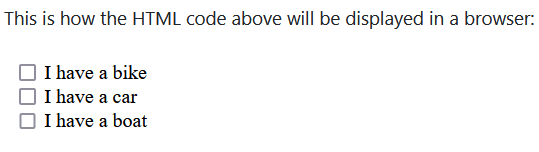 This is how the HTML code above will be displayed in a browser:
I have a bike
I have a car
I have a boat